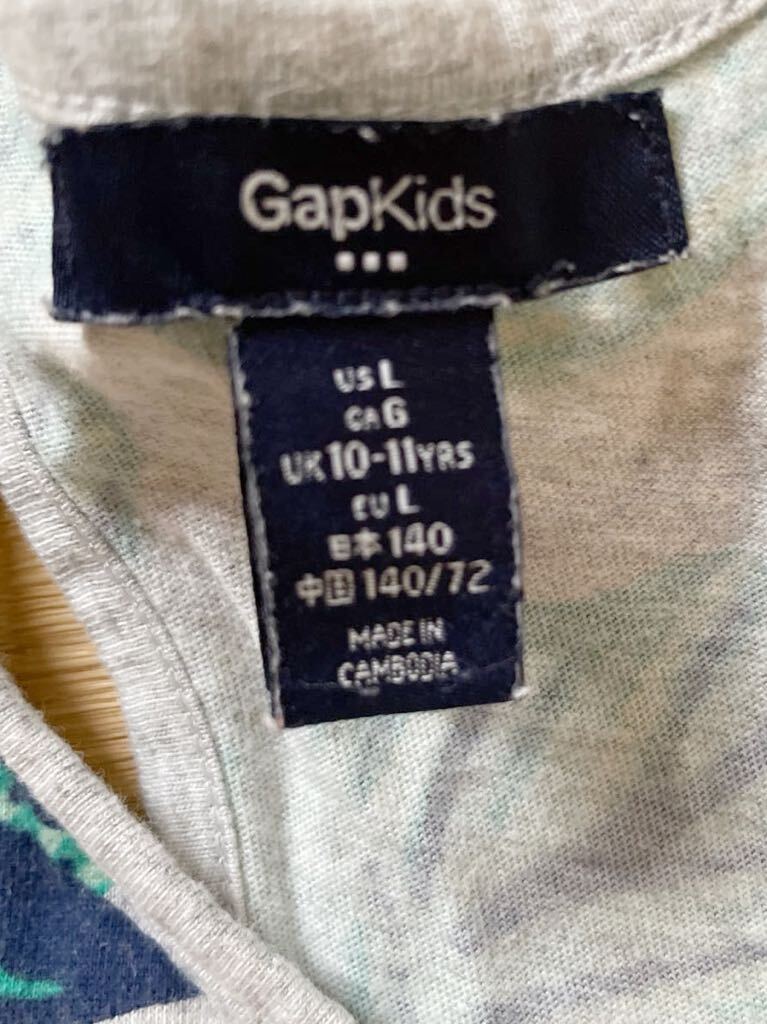 GapKids
US L
CA G
UK 10-11YRS
EU L
日本 140
中国 140/72
MADE IN
CAMBODIA